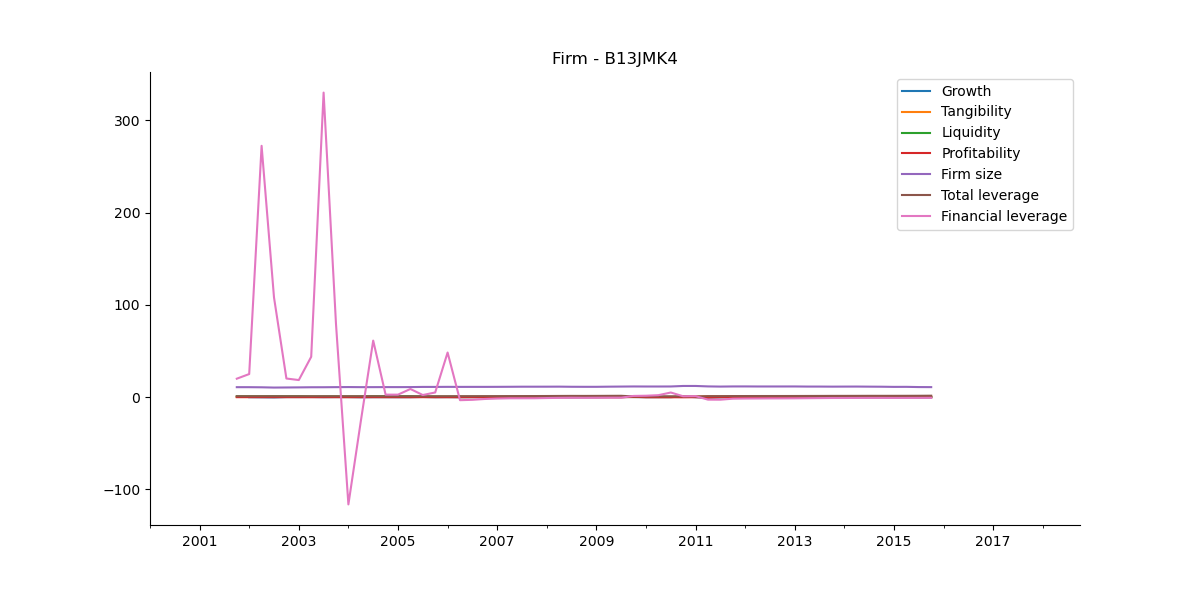 Firm - B13JMK4
Growth
Tangibility
Liquidity
Profitability
Firm size
Total leverage
Financial leverage
300
200
100
0
−100
2001 2003 2005 2007 2009 2011 2013 2015 2017